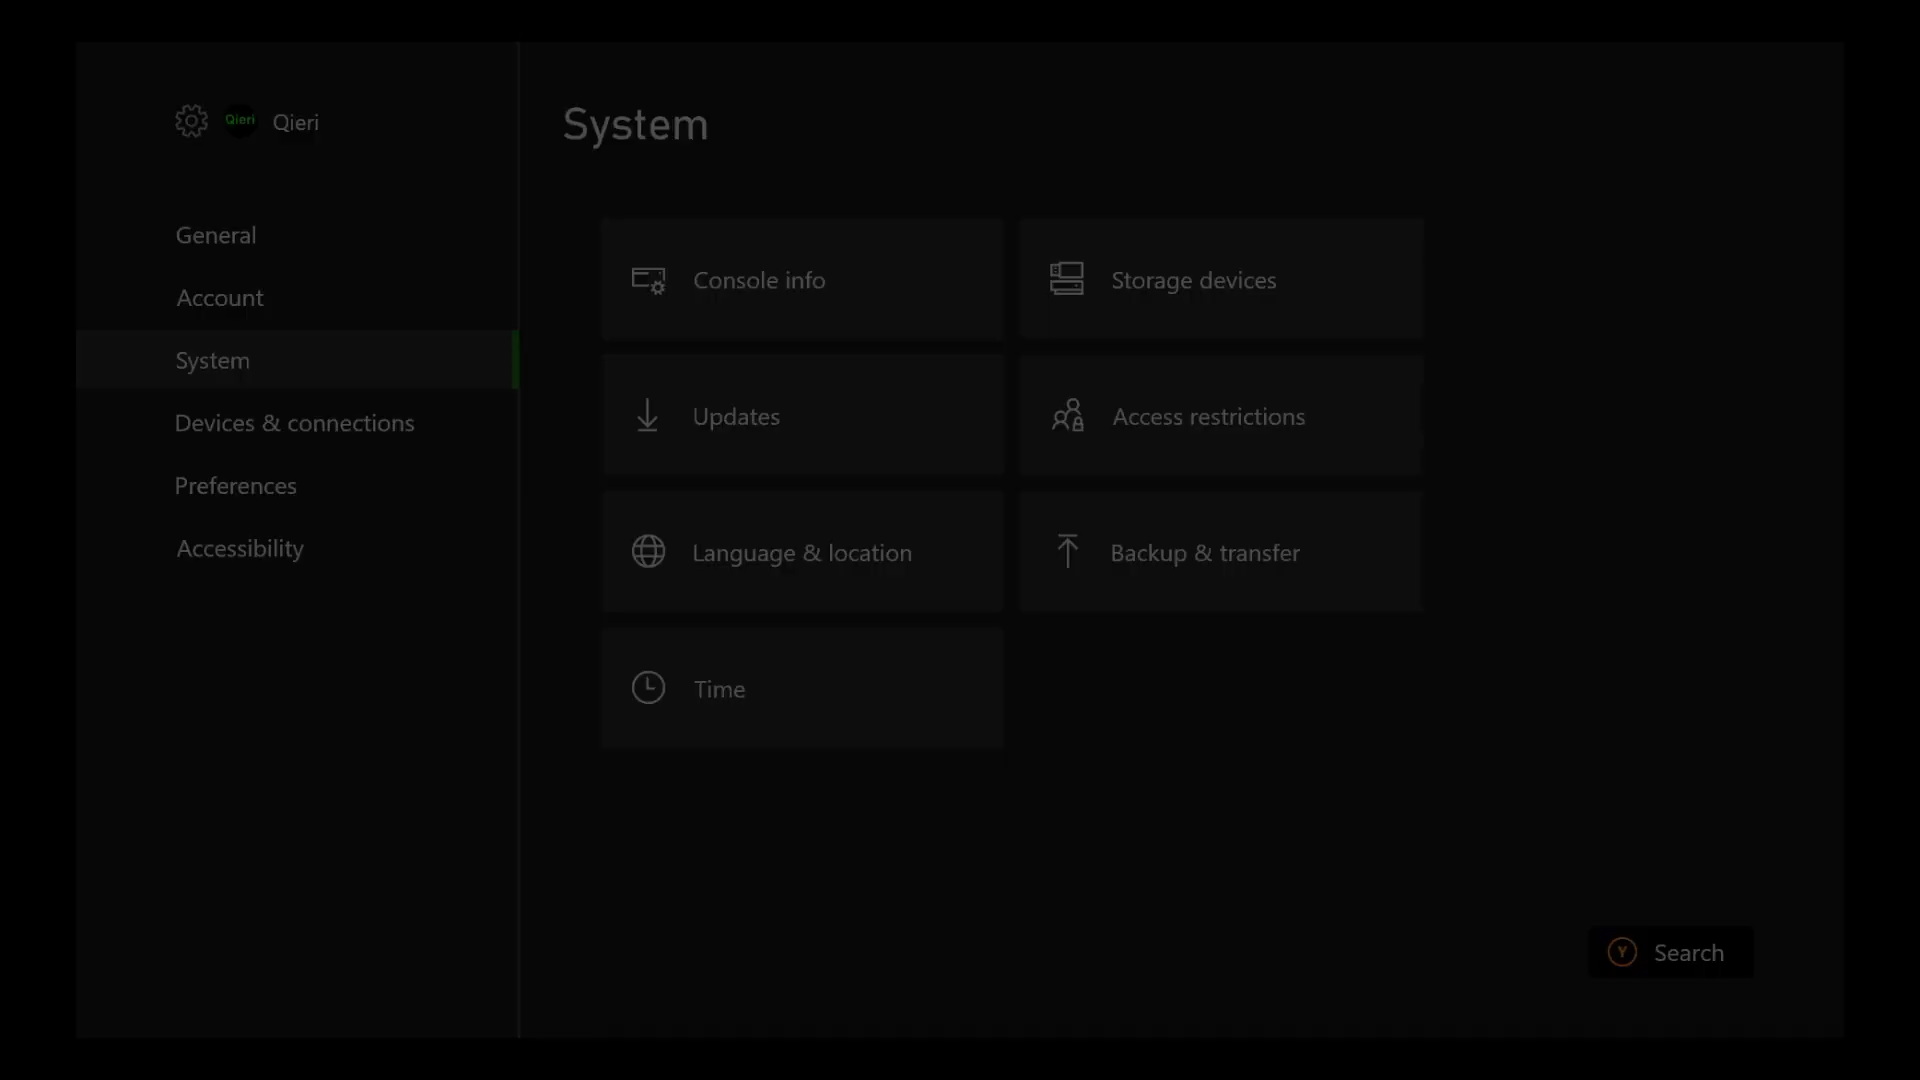 Qieri Qieri
General
Account
System
Devices & connections
Preferences
Accessibility
System
Console info
Storage devices
Updates
Access restrictions
Language & location
Backup & transfer
Time
Y Search